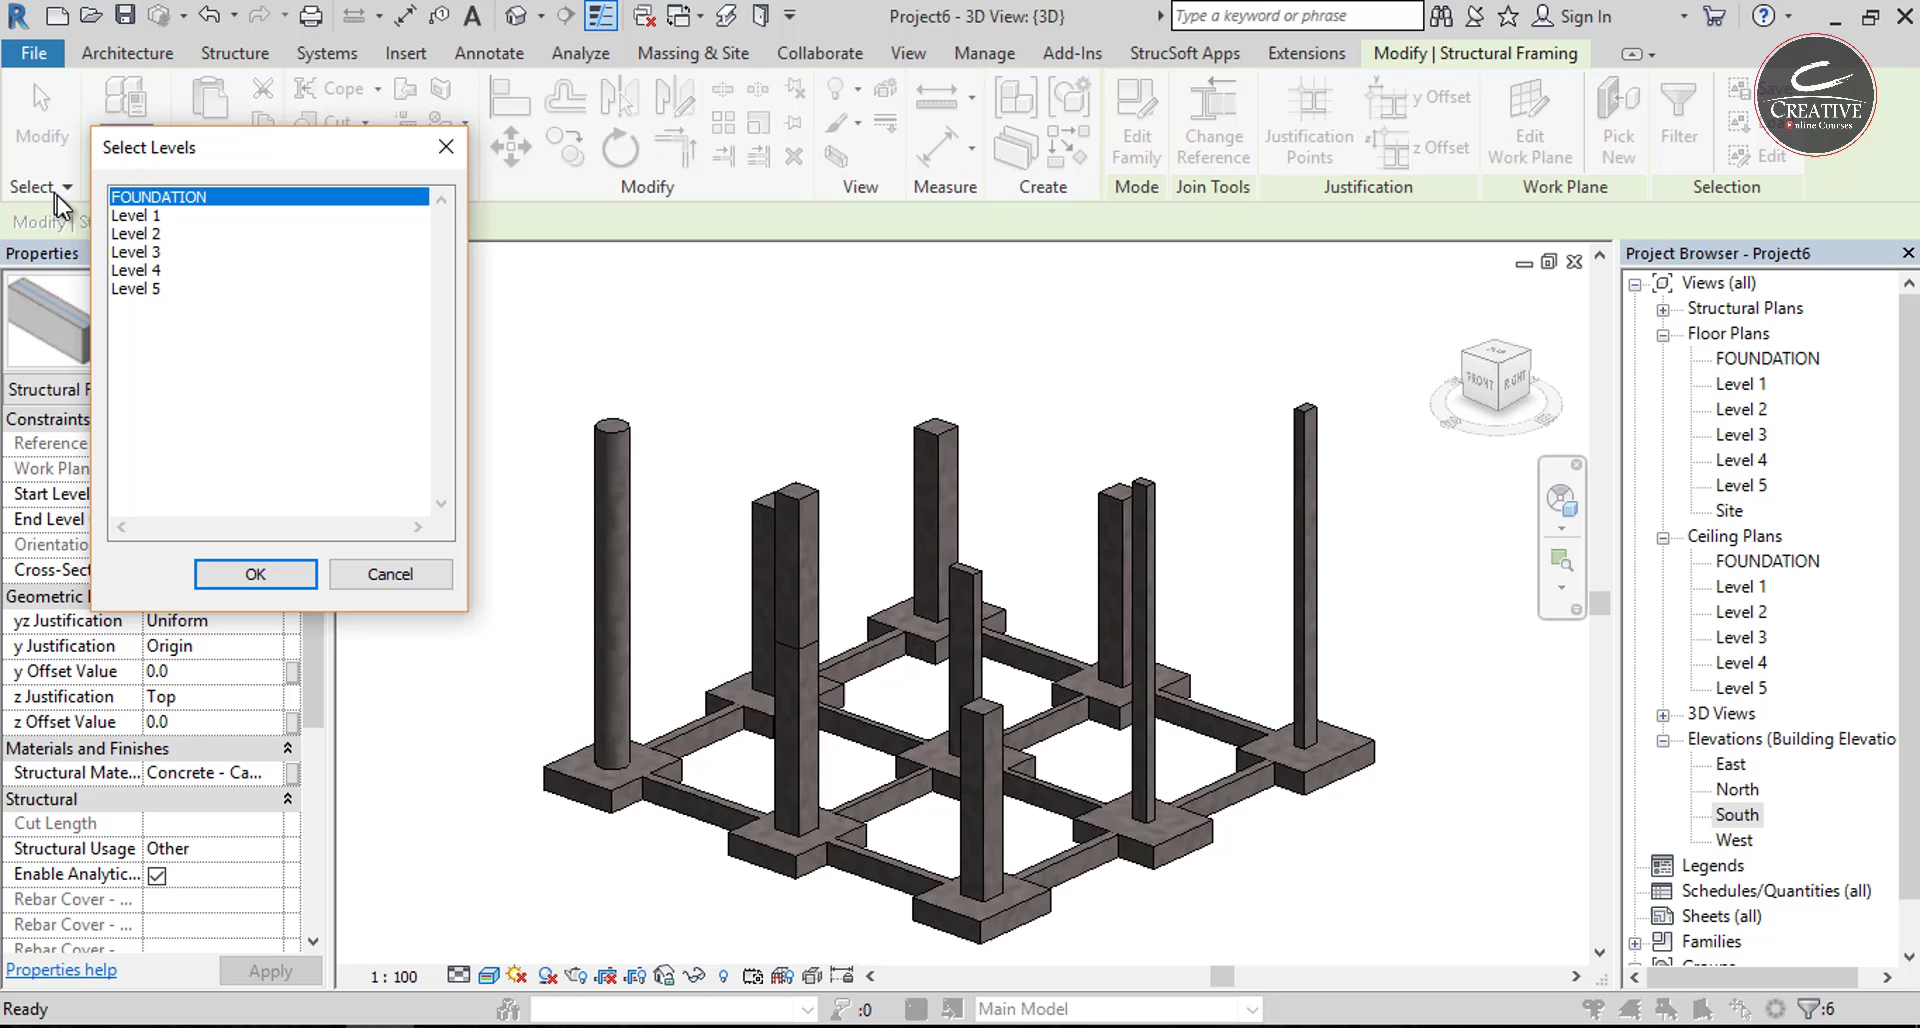 Project6 - 3D View: {3D}
Type a keyword or phrase
Sign In
File
Architecture
Structure
Systems
Insert
Annotate
Analyze
Massing & Site
Collaborate
View
Manage
Add-Ins
StrucSoft Apps
Extensions
Modify | Structural Framing
Modify
Cope
Cut
Edit
Family
Change
Reference
Justification
Points
y Offset
z Offset
Edit
Work Plane
Pick
New
Filter
Edit
CREATIVE
Online Courses
Select
Modify
View
Measure
Create
Mode
Join Tools
Justification
Work Plane
Selection
Modify |
Select Levels
FOUNDATION
Level 1
Level 2
Level 3
Level 4
Level 5
OK
Cancel
Properties
Structural F
Constraints
Reference
Work Plan
Start Level
End Level
Orientatio
Cross-Sect
Geometric
yz Justification Uniform
y Justification Origin
y Offset Value 0.0
z Justification Top
z Offset Value 0.0
Materials and Finishes
Structural Mate... Concrete - Ca...
Structural
Cut Length
Structural Usage Other
Enable Analytic...
Rebar Cover - ...
Rebar Cover - ...
Rebar Cover -
Properties help
Apply
FRONT
RIGHT
1 : 100
Project Browser - Project6
Views (all)
Structural Plans
Floor Plans
FOUNDATION
Level 1
Level 2
Level 3
Level 4
Level 5
Site
Ceiling Plans
FOUNDATION
Level 1
Level 2
Level 3
Level 4
Level 5
3D Views
Elevations (Building Elevatio
East
North
South
West
Legends
Schedules/Quantities (all)
Sheets (all)
Families
Ready
:0
Main Model
:6